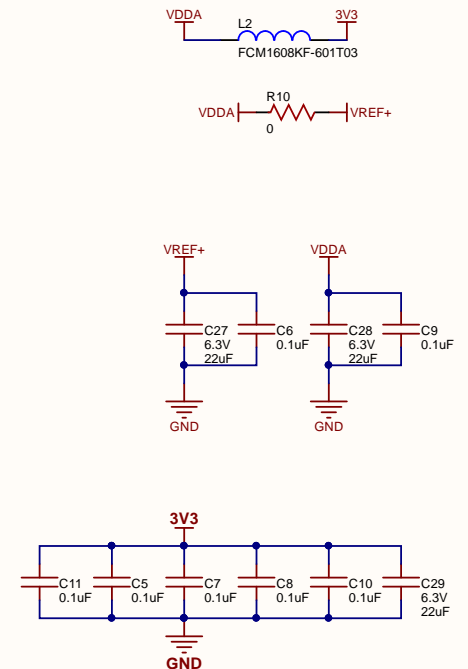 VDDA
3V3
L2
FCM1608KF-601T03
R10
VDDA
VREF+
0
VREF+
VDDA
C27
6.3V
22uF
C6
0.1uF
C28
6.3V
22uF
C9
0.1uF
GND
GND
3V3
C11
0.1uF
C5
0.1uF
C7
0.1uF
C8
0.1uF
C10
0.1uF
C29
6.3V
22uF
GND